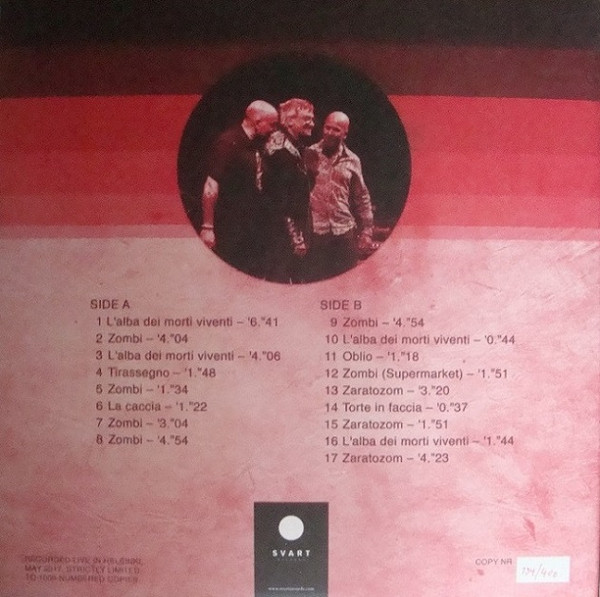 SIDE A
1 L'alba dei morti viventi – '6."41
2 Zombi – '4."04
3 L'alba dei morti viventi – '4."06
4 Tirassegno – '1."48
5 Zombi – '1."34
6 La caccia – '1."22
7 Zombi – '3."04
8 Zombi – '4."54
SIDE B
9 Zombi – '4."54
10 L'alba dei morti viventi – '0."44
11 Oblio – '1."18
12 Zombi (Supermarket) – '1."51
13 Zaratozom – '3."20
14 Torte in faccia – '0."37
15 Zaratozom – '1."51
16 L'alba dei morti viventi – '1."44
17 Zaratozom – '4."23
RECORDED LIVE IN HELSINKI,
MAY 2017, STRICTLY LIMITED
TO 1000 NUMBERED COPIES
SVART
RECORDS
www.svartrecords.com
COPY NR